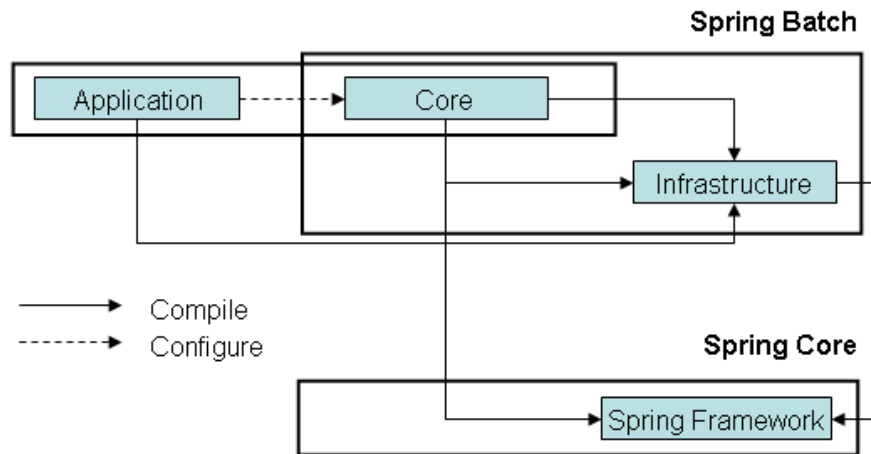 Spring Batch
Application
Core
Infrastructure
Compile
Configure
Spring Core
Spring Framework